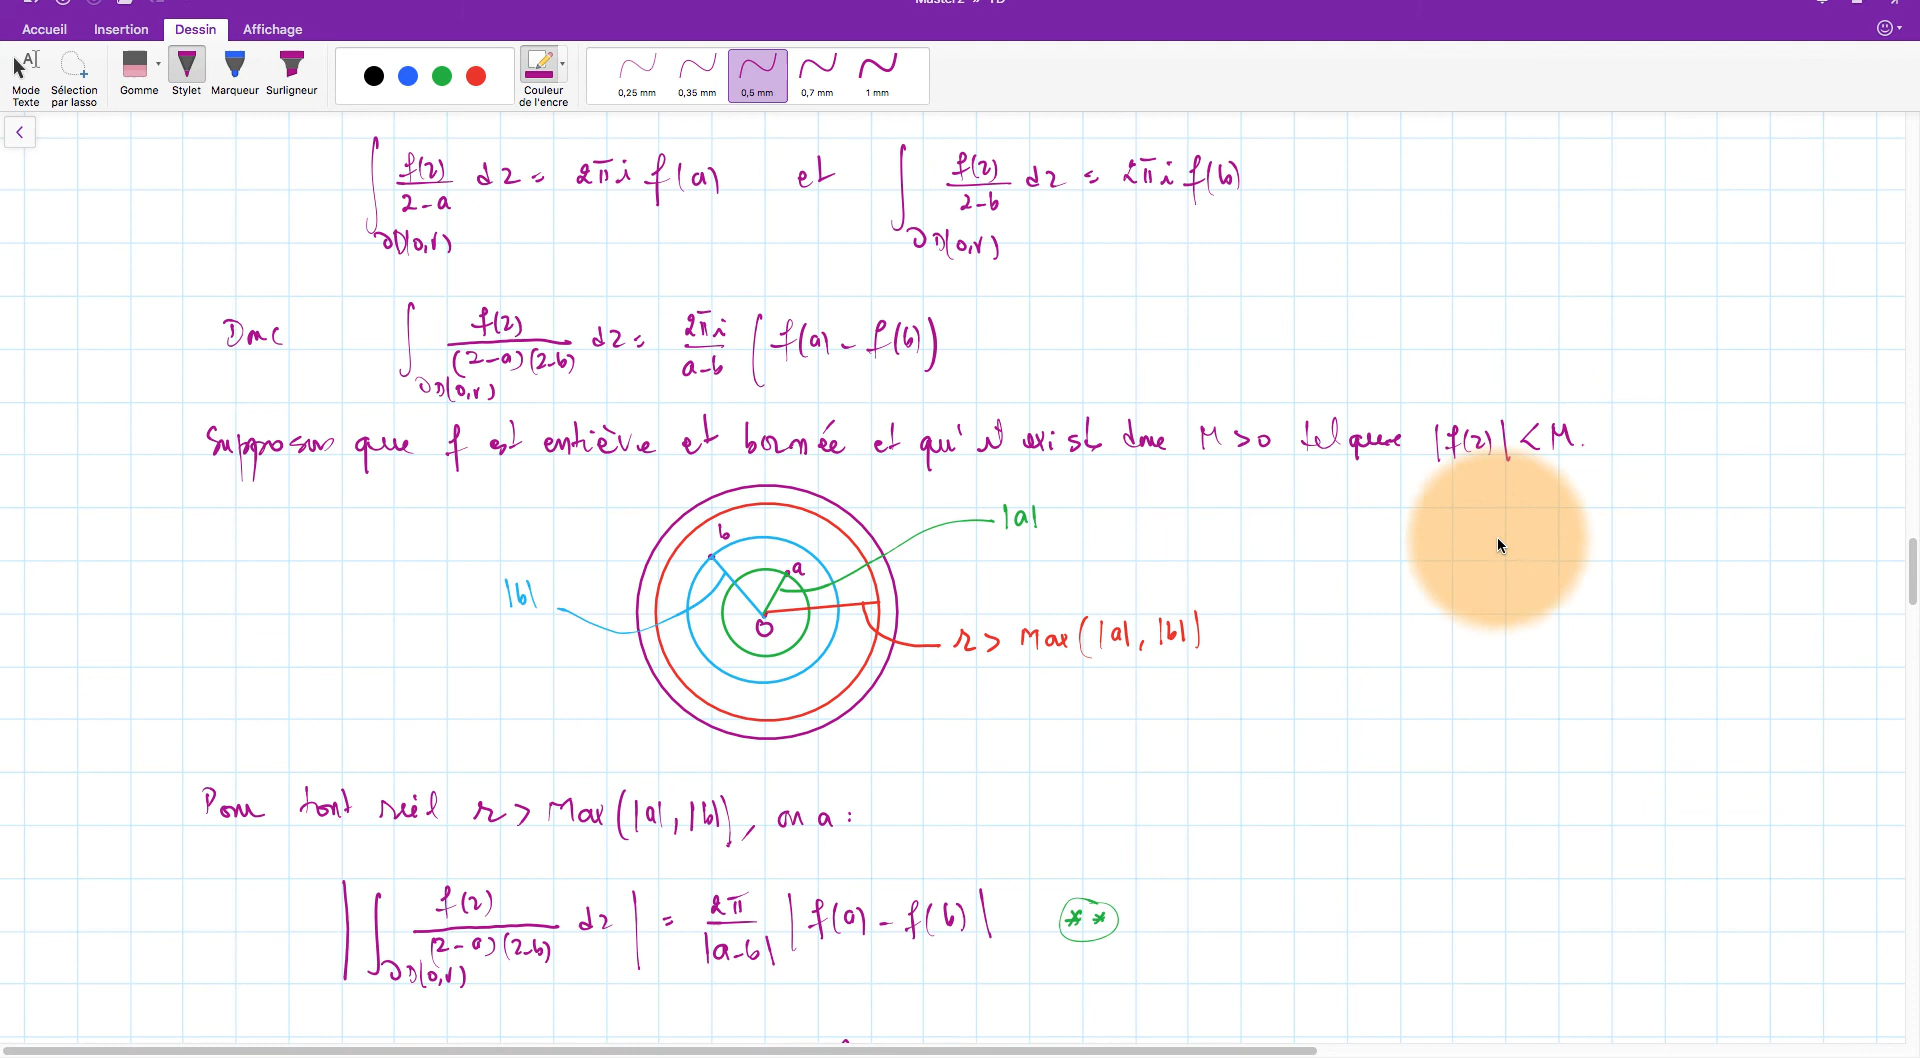 Accueil Insertion Dessin Affichage
Mode Texte Sélection par lasso Gomme Stylet Marqueur Surligneur Couleur de l'encre 0,25 mm 0,35 mm 0,5 mm 0,7 mm 1 mm
∫_{∂D(0,r)} f(z)/(z-a) dz = 2πi f(a) et ∫_{∂D(0,r)} f(z)/(z-b) dz = 2πi f(b)
Donc ∫_{∂D(0,r)} f(z)/((z-a)(z-b)) dz = 2πi/(a-b) (f(a) - f(b))
Supposons que f est entière et bornée et qu'il existe donc M >0 tel que |f(z)| < M.
|a|
b
a
|b|
O
r > Max(|a|, |b|)
Pour tout réel r > Max(|a|, |b|), on a :
|∫_{∂D(0,r)} f(z)/((z-a)(z-b)) dz| = 2π/|a-b| |f(a) - f(b)| **